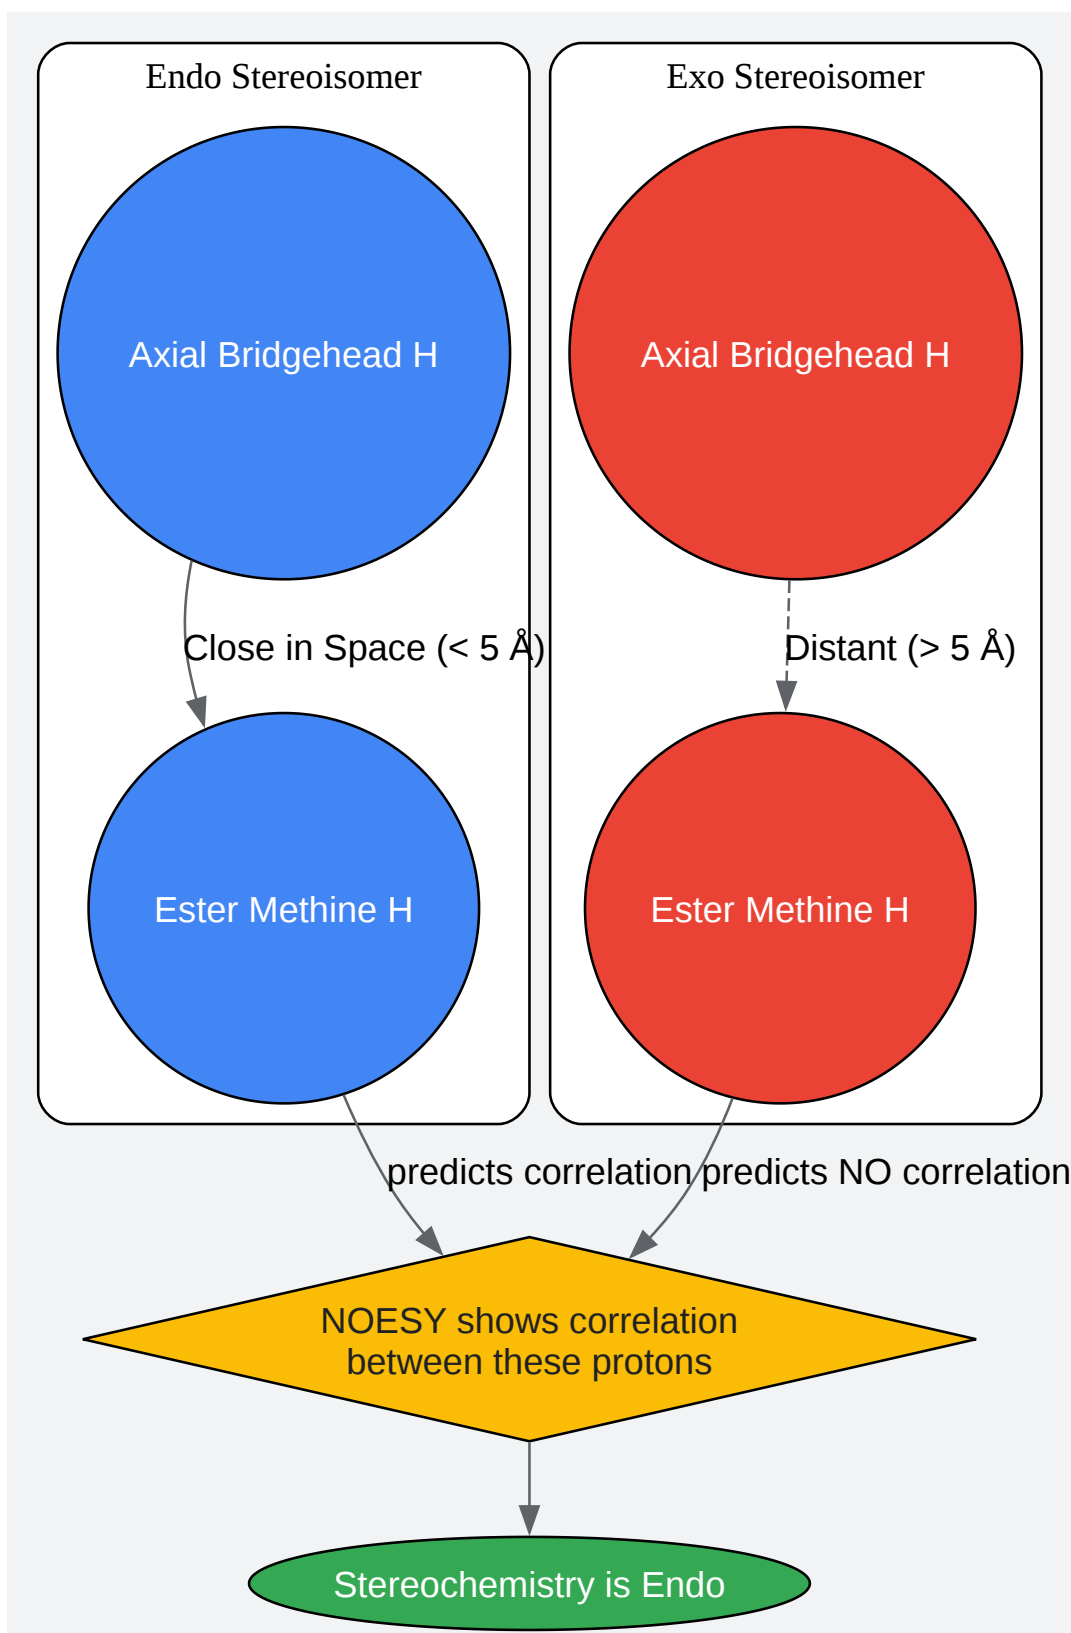 Endo Stereoisomer
Exo Stereoisomer
Axial Bridgehead H
Axial Bridgehead H
Close in Space (< 5 Å)
Distant (> 5 Å)
Ester Methine H
Ester Methine H
predicts correlation
predicts NO correlation
NOESY shows correlation
between these protons
Stereochemistry is Endo